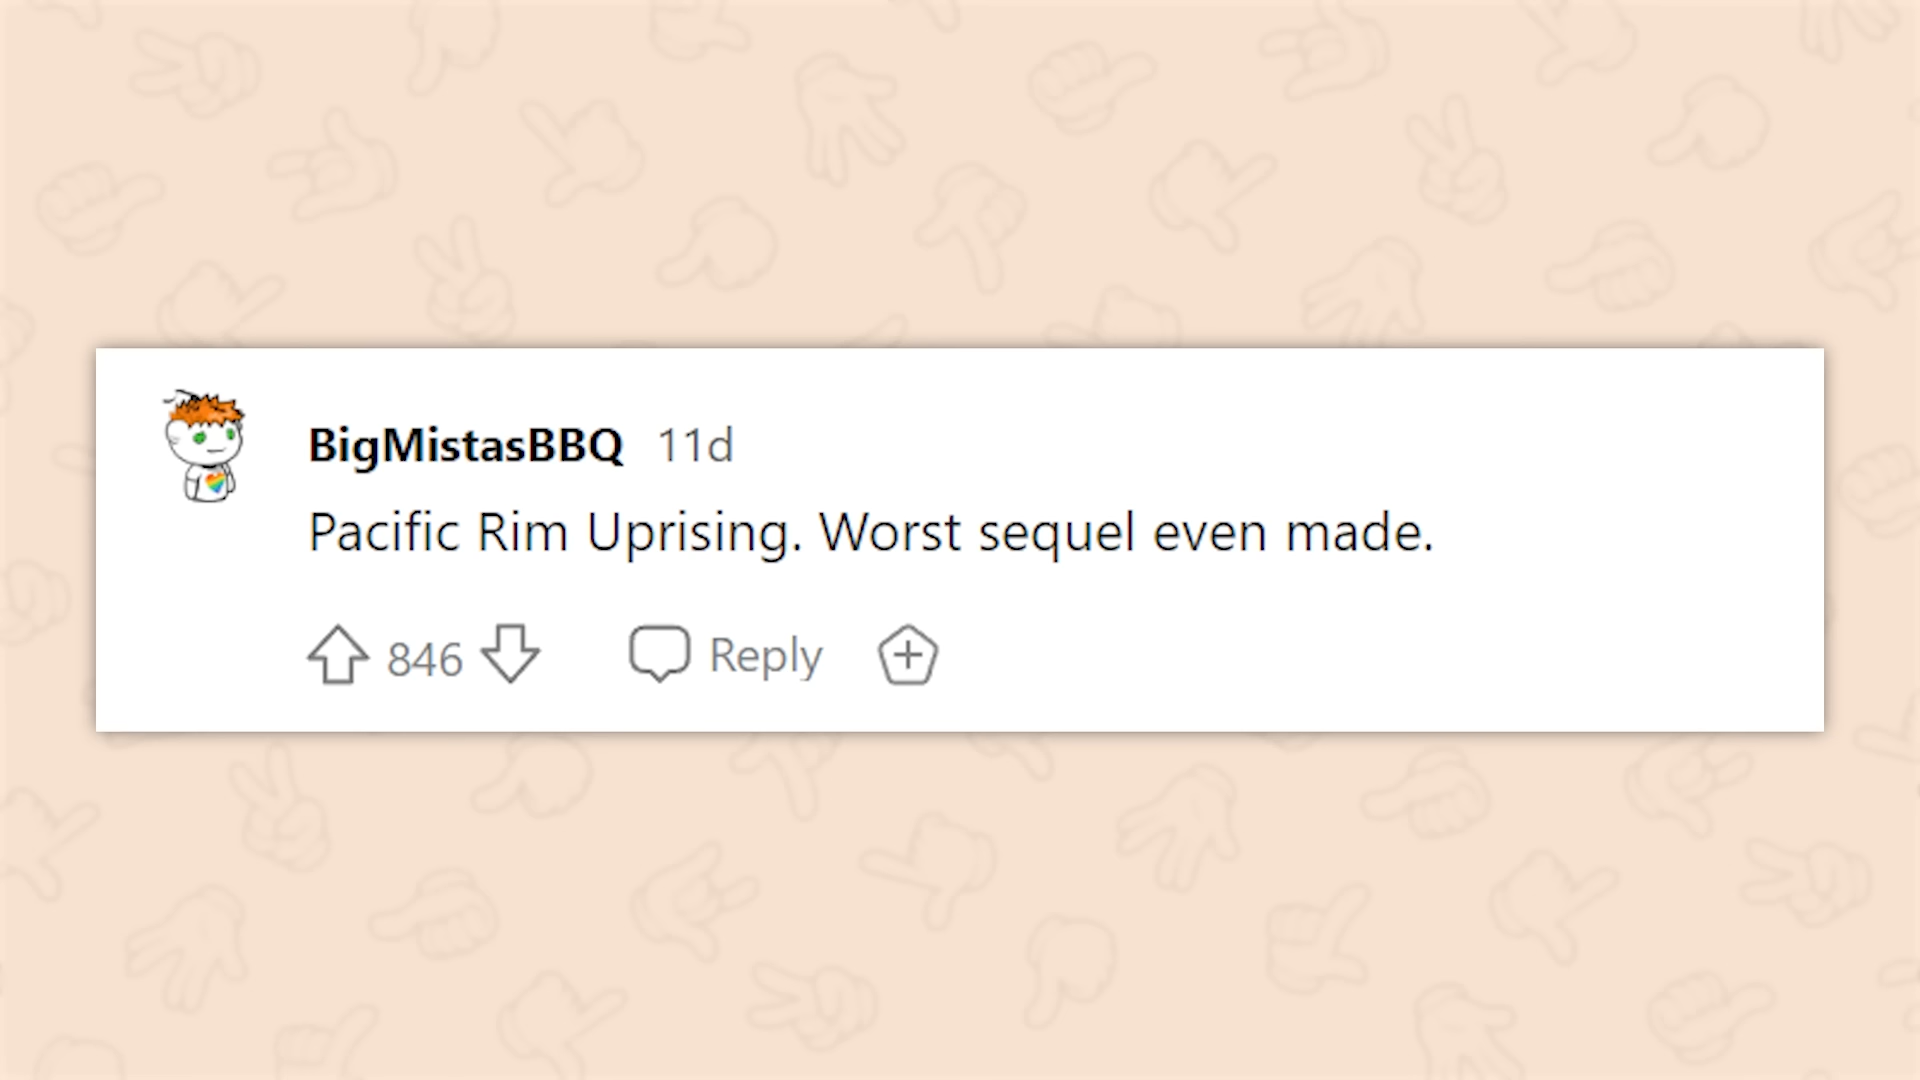 BigMistasBBQ 11d
Pacific Rim Uprising. Worst sequel even made.
846 Reply